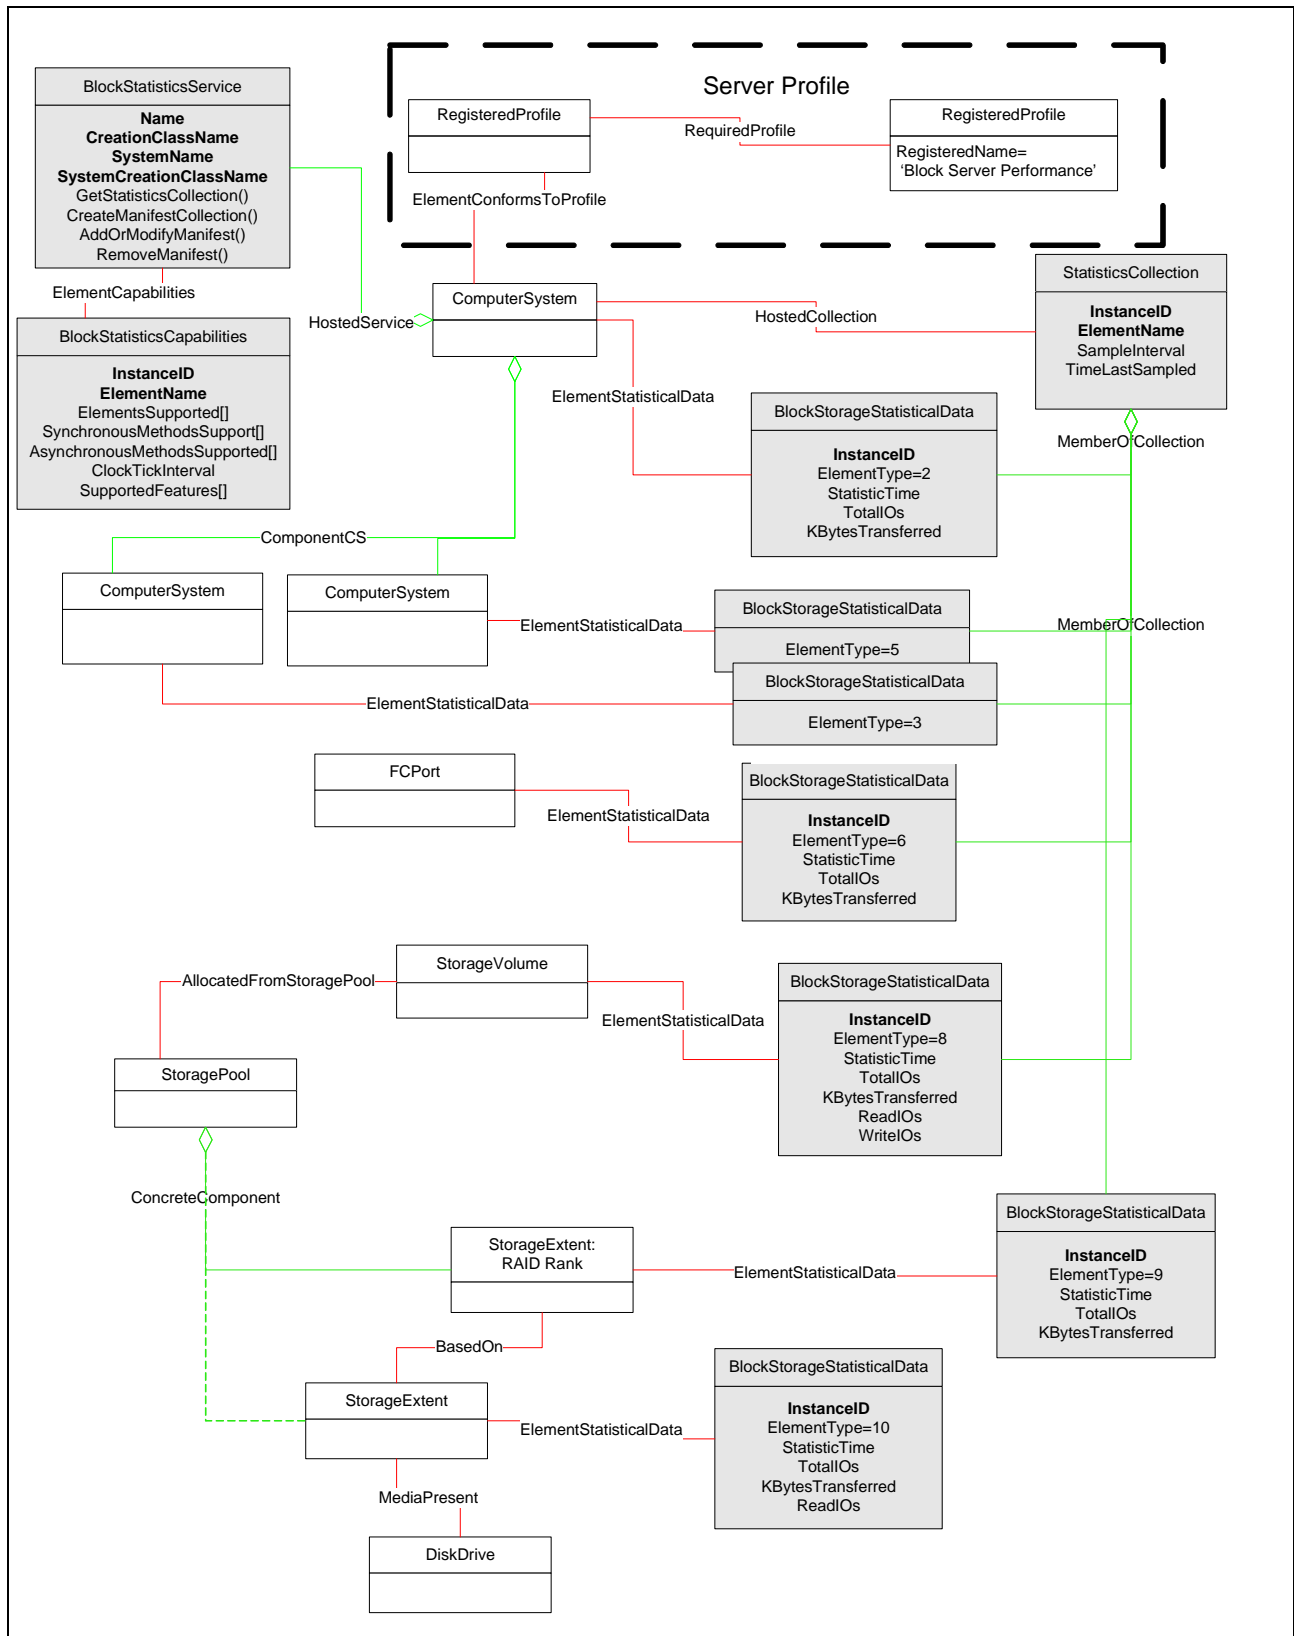 Server Profile
BlockStatisticsService
Name
CreationClassName
SystemName
SystemCreationClassName
GetStatisticsCollection()
CreateManifestCollection()
AddOrModifyManifest()
RemoveManifest()
RegisteredProfile
RequiredProfile
RegisteredProfile
RegisteredName=
‘Block Server Performance’
ElementConformsToProfile
ElementCapabilities
BlockStatisticsCapabilities
InstanceID
ElementName
ElementsSupported[]
SynchronousMethodsSupport[]
AsynchronousMethodsSupported[]
ClockTickInterval
SupportedFeatures[]
HostedService
ComputerSystem
HostedCollection
StatisticsCollection
InstanceID
ElementName
SampleInterval
TimeLastSampled
ElementStatisticalData
BlockStorageStatisticalData
InstanceID
ElementType=2
StatisticTime
TotalIOs
KBytesTransferred
MemberOfCollection
ComponentCS
ComputerSystem
ComputerSystem
ElementStatisticalData
BlockStorageStatisticalData
ElementType=5
MemberOfCollection
ElementStatisticalData
BlockStorageStatisticalData
ElementType=3
FCPort
ElementStatisticalData
BlockStorageStatisticalData
InstanceID
ElementType=6
StatisticTime
TotalIOs
KBytesTransferred
AllocatedFromStoragePool
StorageVolume
ElementStatisticalData
BlockStorageStatisticalData
InstanceID
ElementType=8
StatisticTime
TotalIOs
KBytesTransferred
ReadIOs
WriteIOs
StoragePool
ConcreteComponent
StorageExtent:
RAID Rank
ElementStatisticalData
BlockStorageStatisticalData
InstanceID
ElementType=9
StatisticTime
TotalIOs
KBytesTransferred
BasedOn
StorageExtent
ElementStatisticalData
BlockStorageStatisticalData
InstanceID
ElementType=10
StatisticTime
TotalIOs
KBytesTransferred
ReadIOs
MediaPresent
DiskDrive